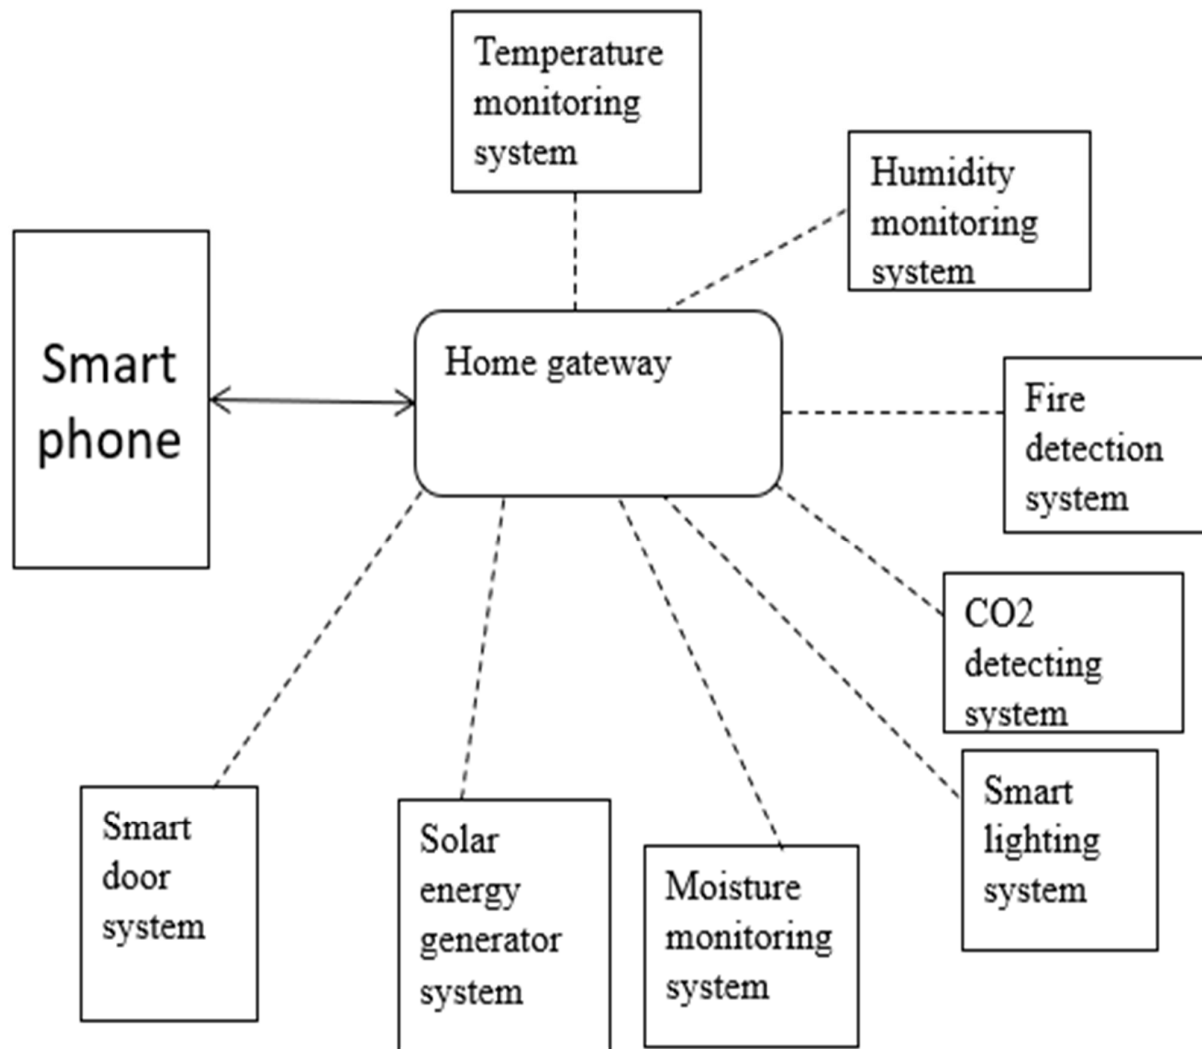 Temperature
monitoring
system
Humidity
monitoring
system
Smart
phone
Home gateway
Fire
detection
system
CO2
detecting
system
Smart
lighting
system
Smart
door
system
Solar
energy
generator
system
Moisture
monitoring
system